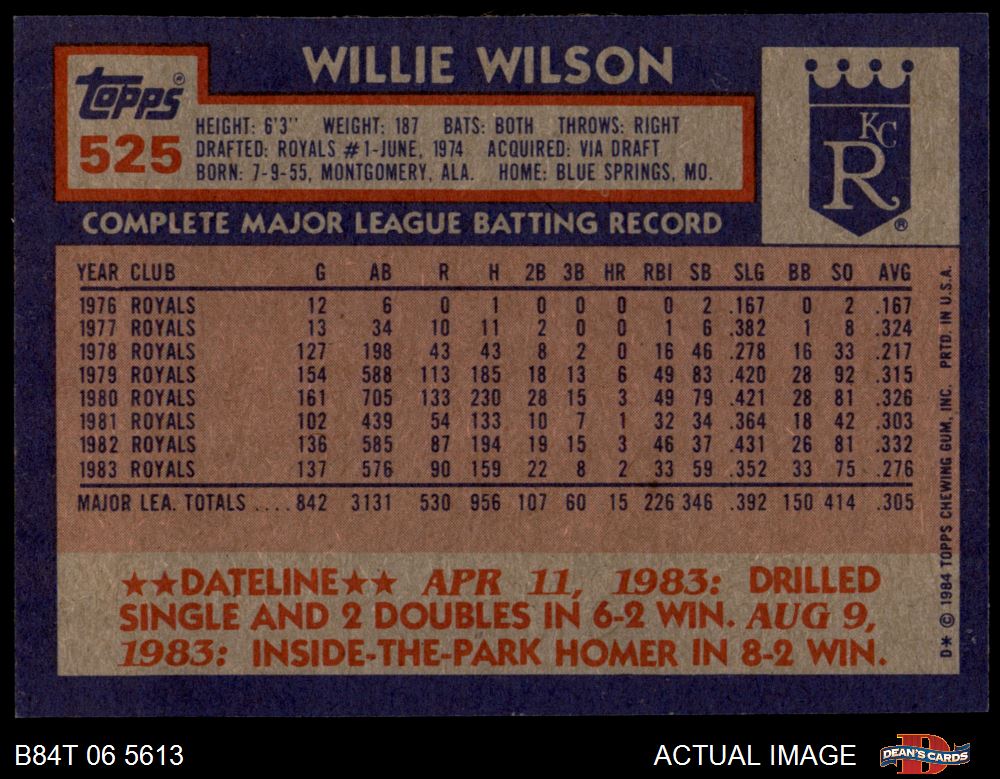 WILLIE WILSON
Topps®
525
HEIGHT: 6'3" WEIGHT: 187 BATS: BOTH THROWS: RIGHT
DRAFTED: ROYALS #1-JUNE, 1974 ACQUIRED: VIA DRAFT
BORN: 7-9-55, MONTGOMERY, ALA. HOME: BLUE SPRINGS, MO.
KC
R®
COMPLETE MAJOR LEAGUE BATTING RECORD
YEAR CLUB G AB R H 2B 3B HR RBI SB SLG BB SO AVG
1976 ROYALS 12 6 0 1 0 0 0 0 2 .167 0 2 .167
1977 ROYALS 13 34 10 11 2 0 0 1 6 .382 1 8 .324
1978 ROYALS 127 198 43 43 8 2 0 16 46 .278 16 33 .217
1979 ROYALS 154 588 113 185 18 13 6 49 83 .420 28 92 .315
1980 ROYALS 161 705 133 230 28 15 3 49 79 .421 28 81 .326
1981 ROYALS 102 439 54 133 10 7 1 32 34 .364 18 42 .303
1982 ROYALS 136 585 87 194 19 15 3 46 37 .431 26 81 .332
1983 ROYALS 137 576 90 159 22 8 2 33 59 .352 33 75 .276
MAJOR LEA. TOTALS ....842 3131 530 956 107 60 15 226 346 .392 150 414 .305
★★DATELINE★★ APR 11, 1983: DRILLED
SINGLE AND 2 DOUBLES IN 6-2 WIN. AUG 9,
1983: INSIDE-THE-PARK HOMER IN 8-2 WIN.
D* © 1984 TOPPS CHEWING GUM, INC. PRTD. IN U.S.A.
B84T 06 5613
ACTUAL IMAGE
DEAN'S CARDS